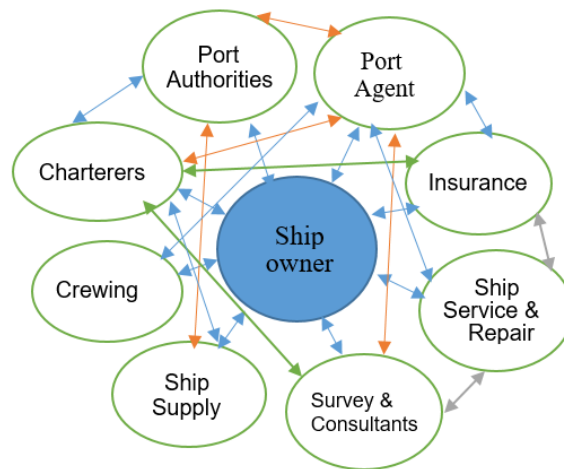 Port
Authorities
Port
Agent
Charterers
Insurance
Ship
owner
Crewing
Ship
Service &
Repair
Ship
Supply
Survey &
Consultants